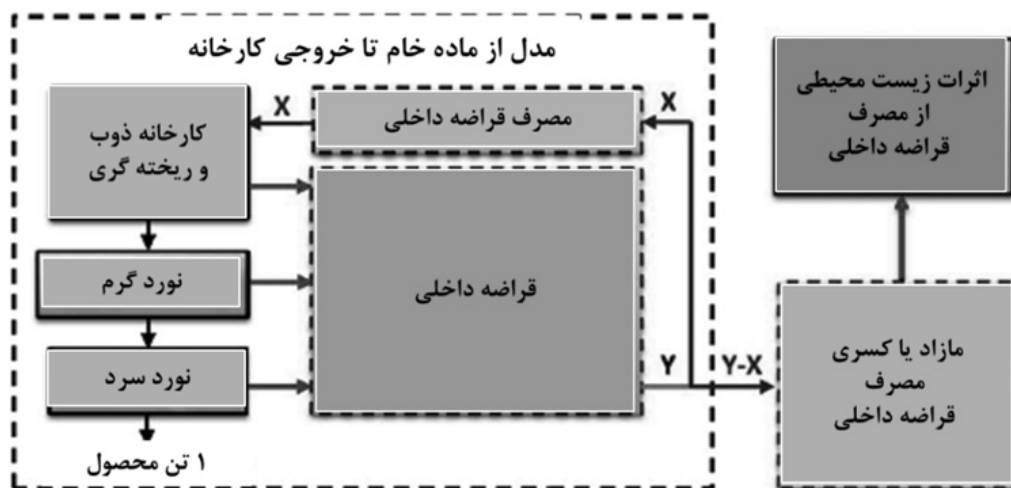 مدل از ماده خام تا خروجی کارخانه
X
X
مصرف قراضه داخلی
کارخانه ذوب
و ریخته گری
نورد گرم
نورد سرد
۱ تن محصول
قراضه داخلی
Y
Y-X
اثرات زیست محیطی
از مصرف
قراضه داخلی
مازاد یا کسری
مصرف
قراضه داخلی